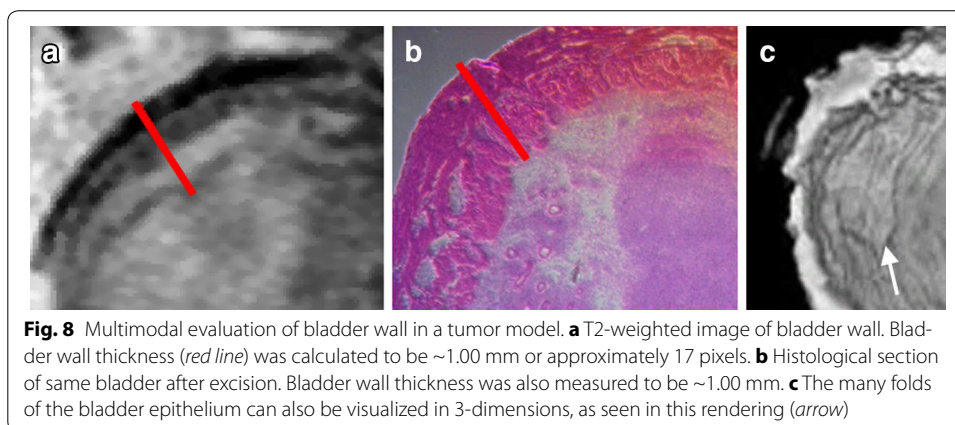 a
b
c
Fig. 8 Multimodal evaluation of bladder wall in a tumor model. a T2-weighted image of bladder wall. Blad-
der wall thickness (red line) was calculated to be ~1.00 mm or approximately 17 pixels. b Histological section
of same bladder after excision. Bladder wall thickness was also measured to be ~1.00 mm. c The many folds
of the bladder epithelium can also be visualized in 3-dimensions, as seen in this rendering (arrow)